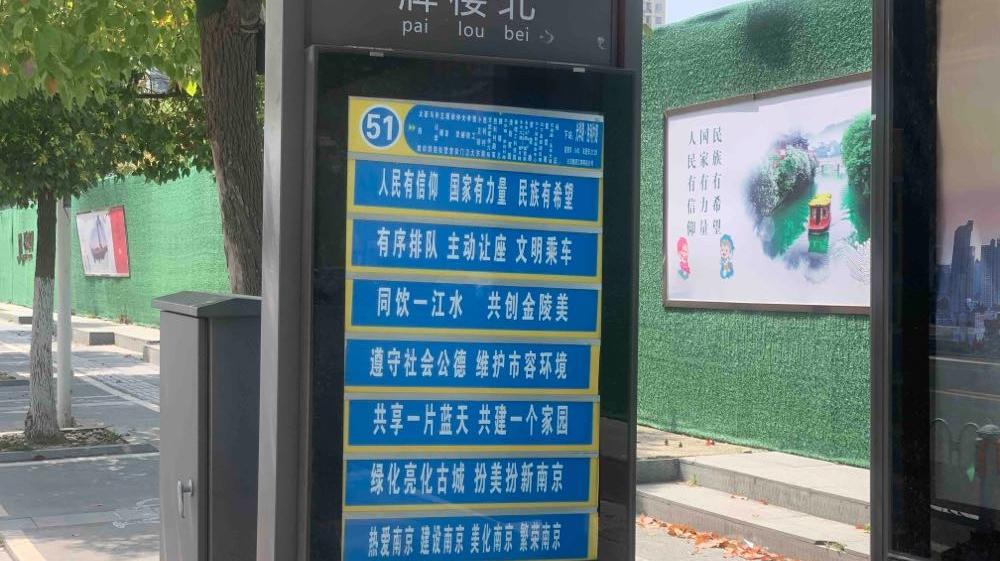 牌楼北
pai lou bei
51
人民有信仰 国家有力量 民族有希望
有序排队 主动让座 文明乘车
同饮一江水 共创金陵美
遵守社会公德 维护市容环境
共享一片蓝天 共建一个家园
绿化亮化古城 扮美扮新南京
热爱南京 建设南京 美化南京 繁荣南京
人民有信仰
国家有力量
民族有希望